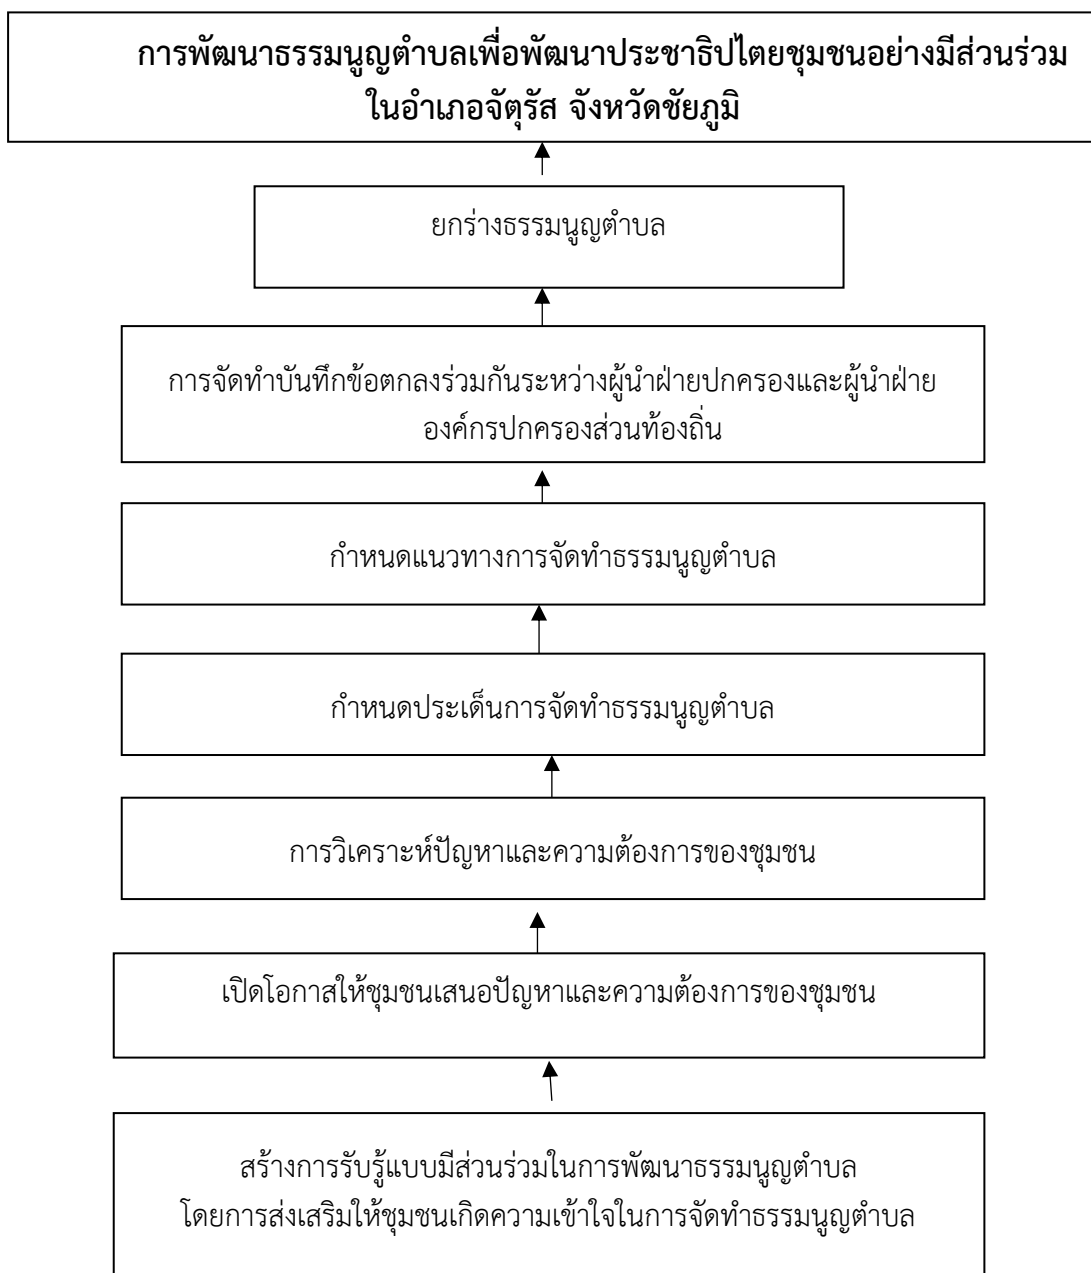 การพัฒนาธรรมนูญตำบลเพื่อพัฒนาประชาธิปไตยชุมชนอย่างมีส่วนร่วม
ในอำเภอจัตุรัส จังหวัดชัยภูมิ
ยกร่างธรรมนูญตำบล
การจัดทำบันทึกข้อตกลงร่วมกันระหว่างผู้นำฝ่ายปกครองและผู้นำฝ่าย
องค์กรปกครองส่วนท้องถิ่น
กำหนดแนวทางการจัดทำธรรมนูญตำบล
กำหนดประเด็นการจัดทำธรรมนูญตำบล
การวิเคราะห์ปัญหาและความต้องการของชุมชน
เปิดโอกาสให้ชุมชนเสนอปัญหาและความต้องการของชุมชน
สร้างการรับรู้แบบมีส่วนร่วมในการพัฒนาธรรมนูญตำบล
โดยการส่งเสริมให้ชุมชนเกิดความเข้าใจในการจัดทำธรรมนูญตำบล